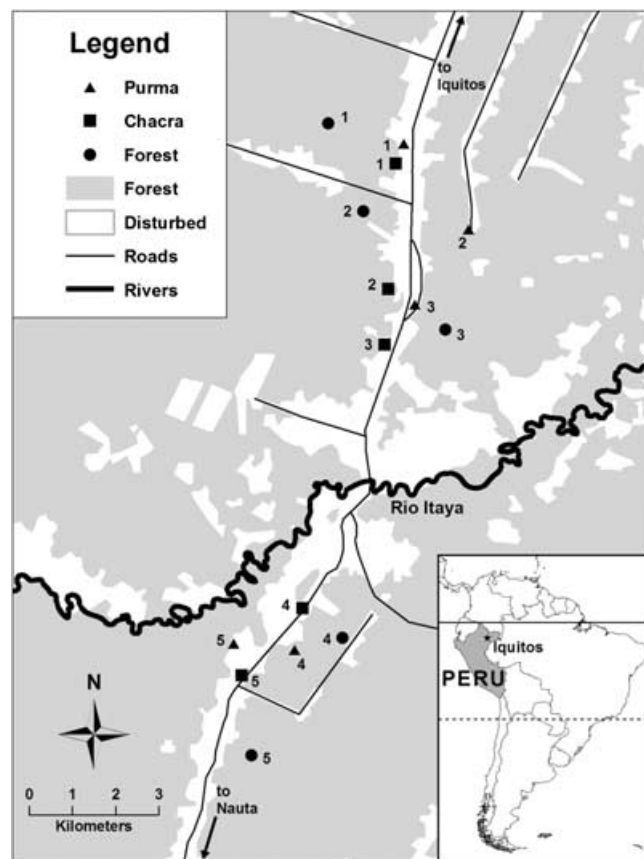 Legend
Purma
Chacra
Forest
Forest
Disturbed
Roads
Rivers
to
Iquitos
1
1
1
2
2
2
3
3
3
Rio Itaya
4
4
4
5
5
5
N
0 1 2 3
Kilometers
to
Nauta
Iquitos
PERU